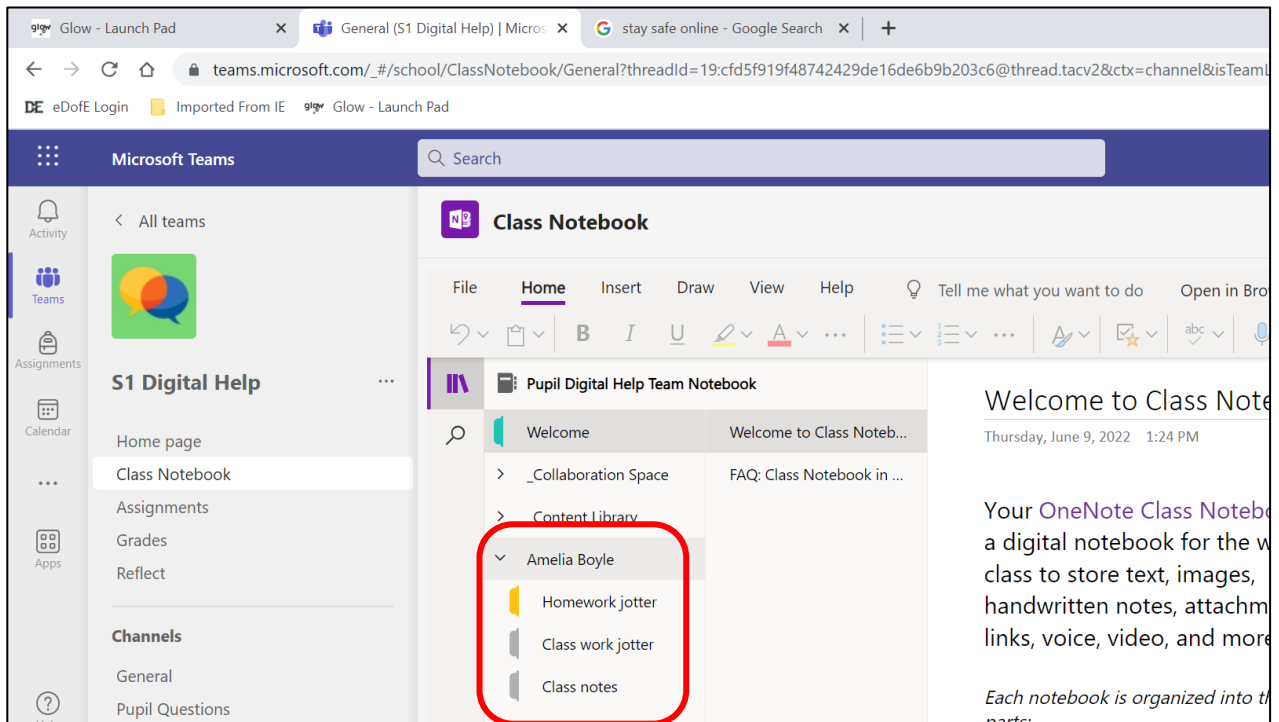 glow Glow - Launch Pad
General (S1 Digital Help) | Micros
stay safe online - Google Search
teams.microsoft.com/_#/school/ClassNotebook/General?threadId=19:cfd5f919f48742429de16de6b9b203c6@thread.tacv2&ctx=channel&isTeamL
DE eDofE Login Imported From IE glow Glow - Launch Pad
Microsoft Teams
Search
Activity
Teams
Assignments
Calendar
Apps
All teams
S1 Digital Help
Home page
Class Notebook
Assignments
Grades
Reflect
Channels
General
Pupil Questions
N
Class Notebook
File Home Insert Draw View Help Tell me what you want to do Open in Bro
B I U A abc
Pupil Digital Help Team Notebook
Welcome
_Collaboration Space
_Content Library
Amelia Boyle
Homework jotter
Class work jotter
Class notes
Welcome to Class Noteb...
FAQ: Class Notebook in ...
Welcome to Class Note
Thursday, June 9, 2022 1:24 PM
Your OneNote Class Notebo
a digital notebook for the w
class to store text, images,
handwritten notes, attachm
links, voice, video, and more
Each notebook is organized into th
parts: